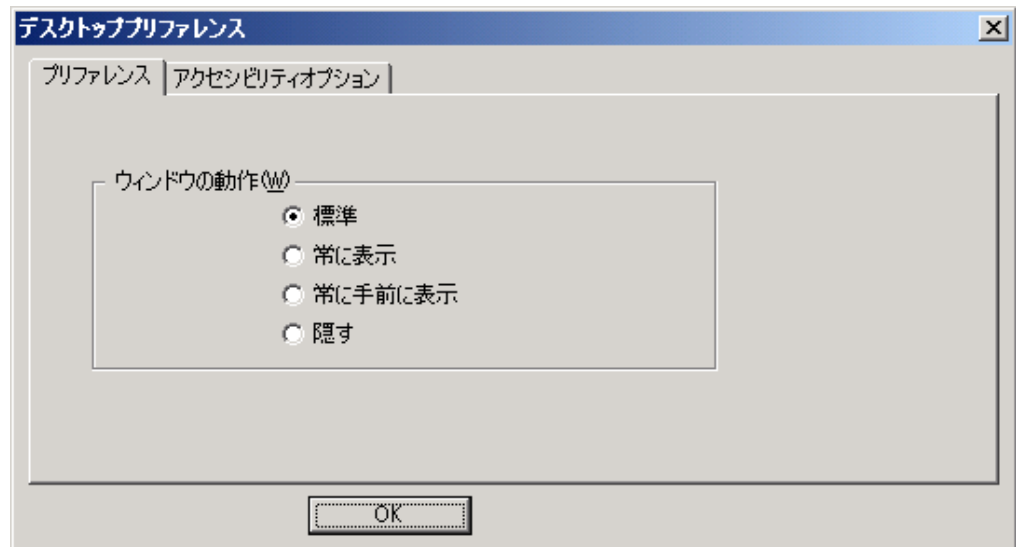 デスクトッププリファレンス
プリファレンス
アクセシビリティオプション
ウィンドウの動作(W)
標準
常に表示
常に手前に表示
隠す
OK